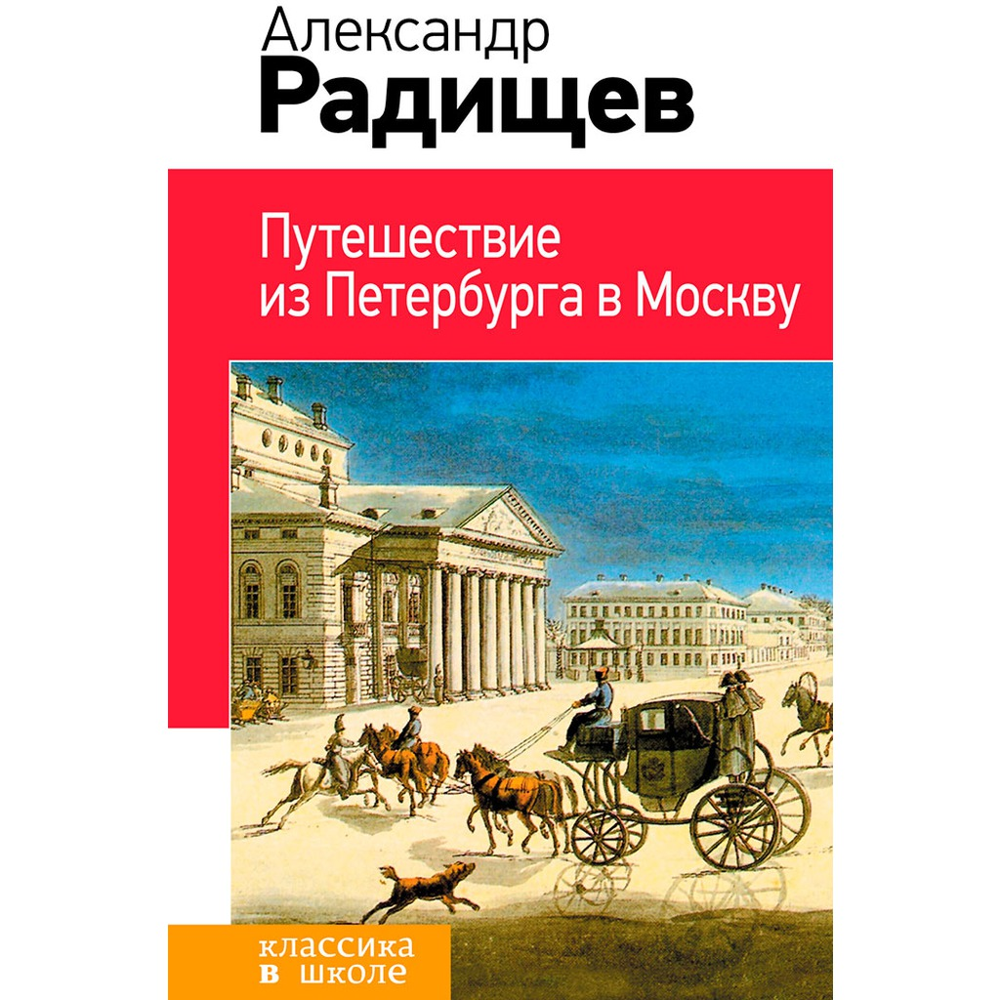 Александр
Радищев
Путешествие
из Петербурга в Москву
классика
в школе